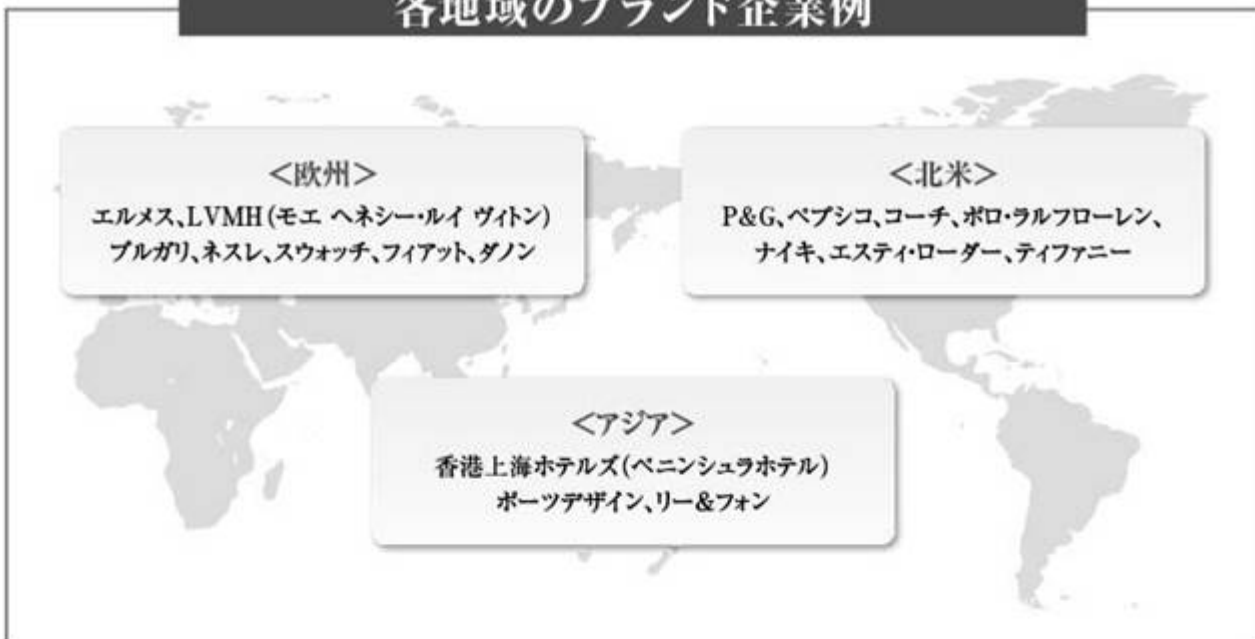 各地域のブランド企業例
<欧州>
エルメス、LVMH(モエ ヘネシー・ルイ ヴィトン)
ブルガリ、ネスレ、スウォッチ、フィアット、ダノン
<北米>
P&G、ペプシコ、コーチ、ポロ・ラルフローレン、
ナイキ、エスティ・ローダー、ティファニー
<アジア>
香港上海ホテルズ(ペニンシュラホテル)
ポーツデザイン、リー&フォン